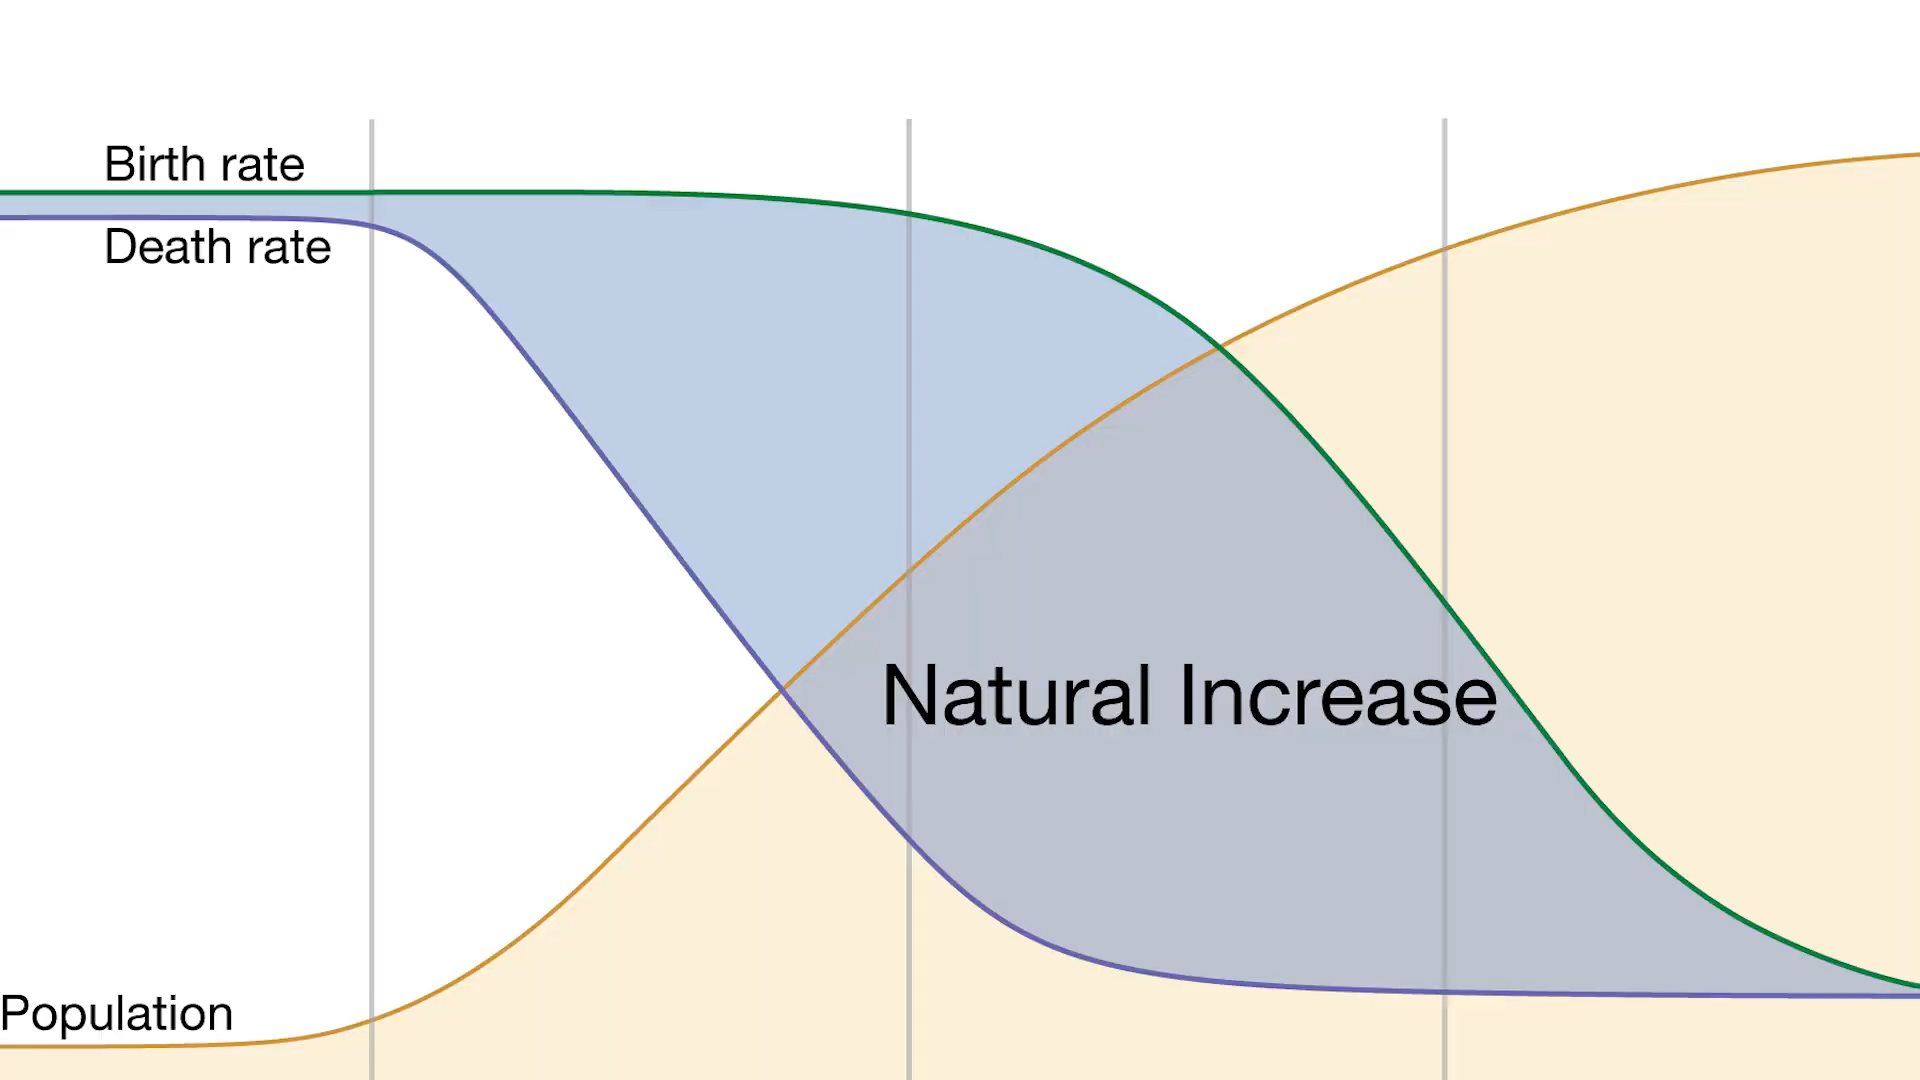 Birth rate
Death rate
Natural Increase
Population